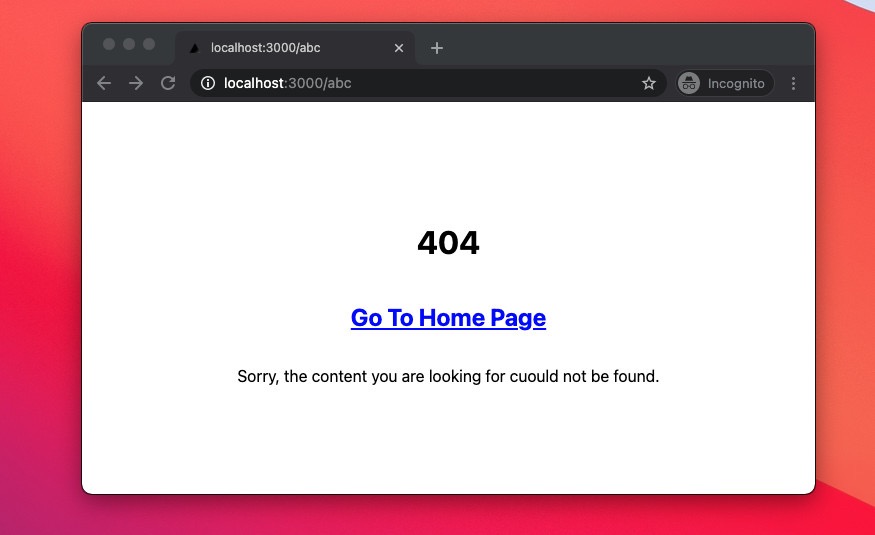 localhost:3000/abc
localhost:3000/abc
Incognito
404
Go To Home Page
Sorry, the content you are looking for cuould not be found.